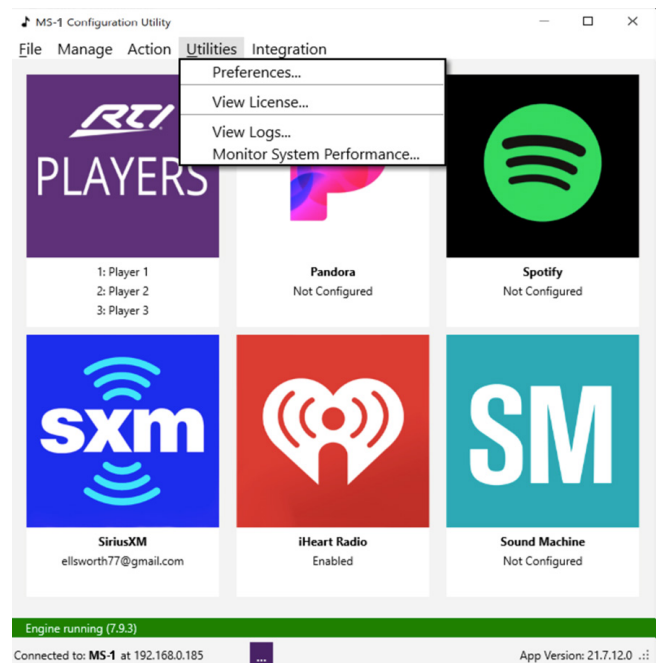 MS-1 Configuration Utility
File Manage Action Utilities Integration
Preferences...
View License...
View Logs...
Monitor System Performance...
RTI
PLAYERS
1: Player 1
2: Player 2
3: Player 3
Pandora
Not Configured
Spotify
Not Configured
sxm
SiriusXM
ellsworth77@gmail.com
iHeart Radio
Enabled
SM
Sound Machine
Not Configured
Engine running (7.9.3)
Connected to: MS-1 at 192.168.0.185
...
App Version: 21.7.12.0